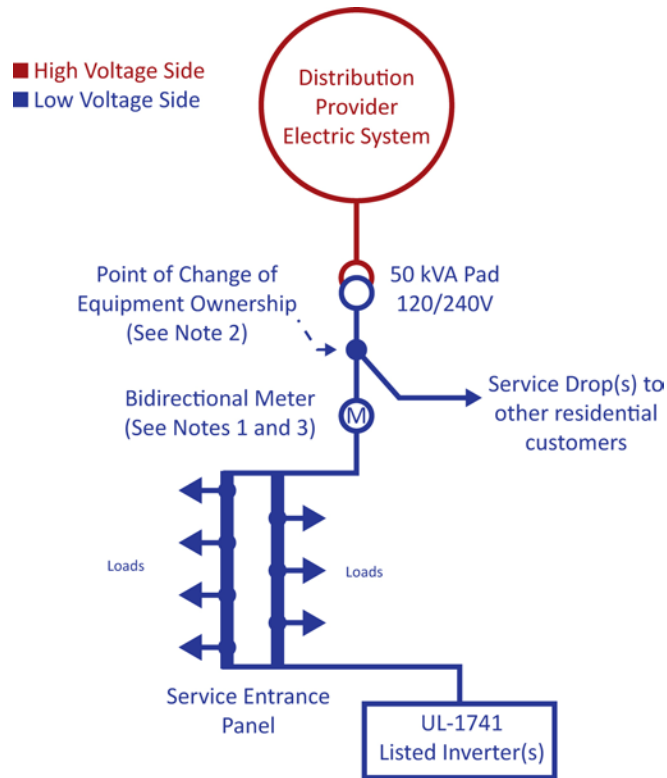 High Voltage Side
Low Voltage Side
Distribution
Provider
Electric System
Point of Change of
Equipment Ownership
(See Note 2)
50 kVA Pad
120/240V
Bidirectional Meter
(See Notes 1 and 3)
M
Service Drop(s) to
other residential
customers
Loads
Loads
Service Entrance
Panel
UL-1741
Listed Inverter(s)